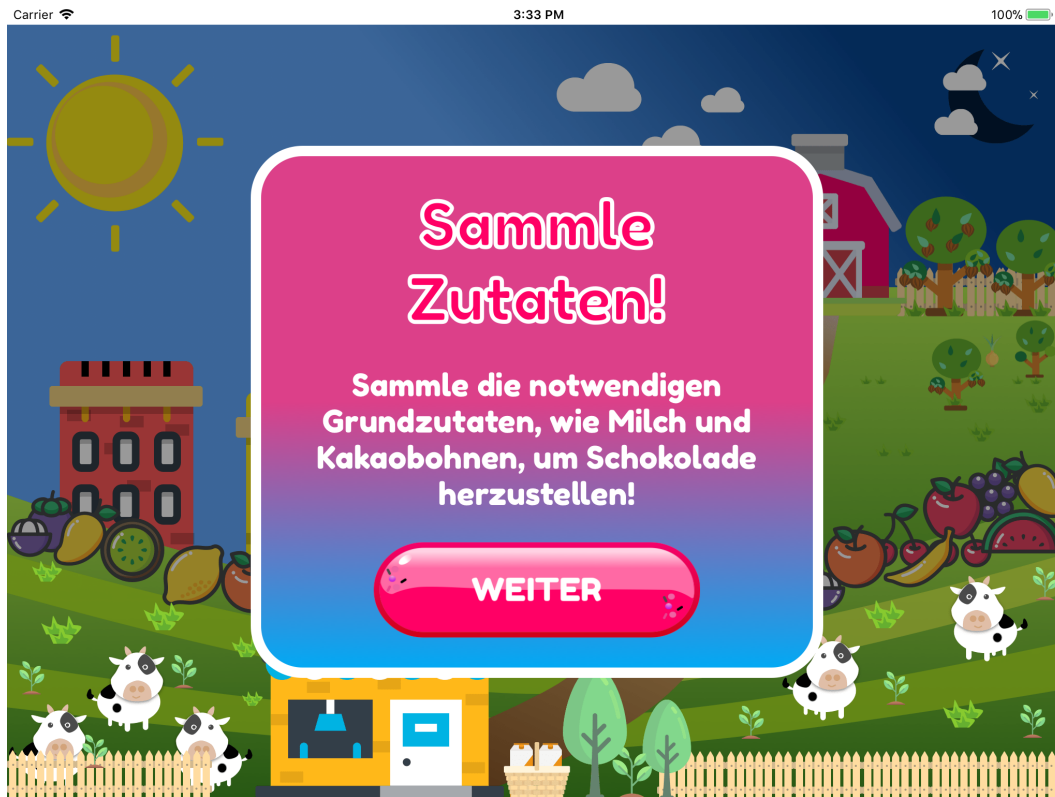 Carrier 3:33 PM 100%
Sammle
Zutaten!
Sammle die notwendigen
Grundzutaten, wie Milch und
Kakaobohnen, um Schokolade
herzustellen!
WEITER